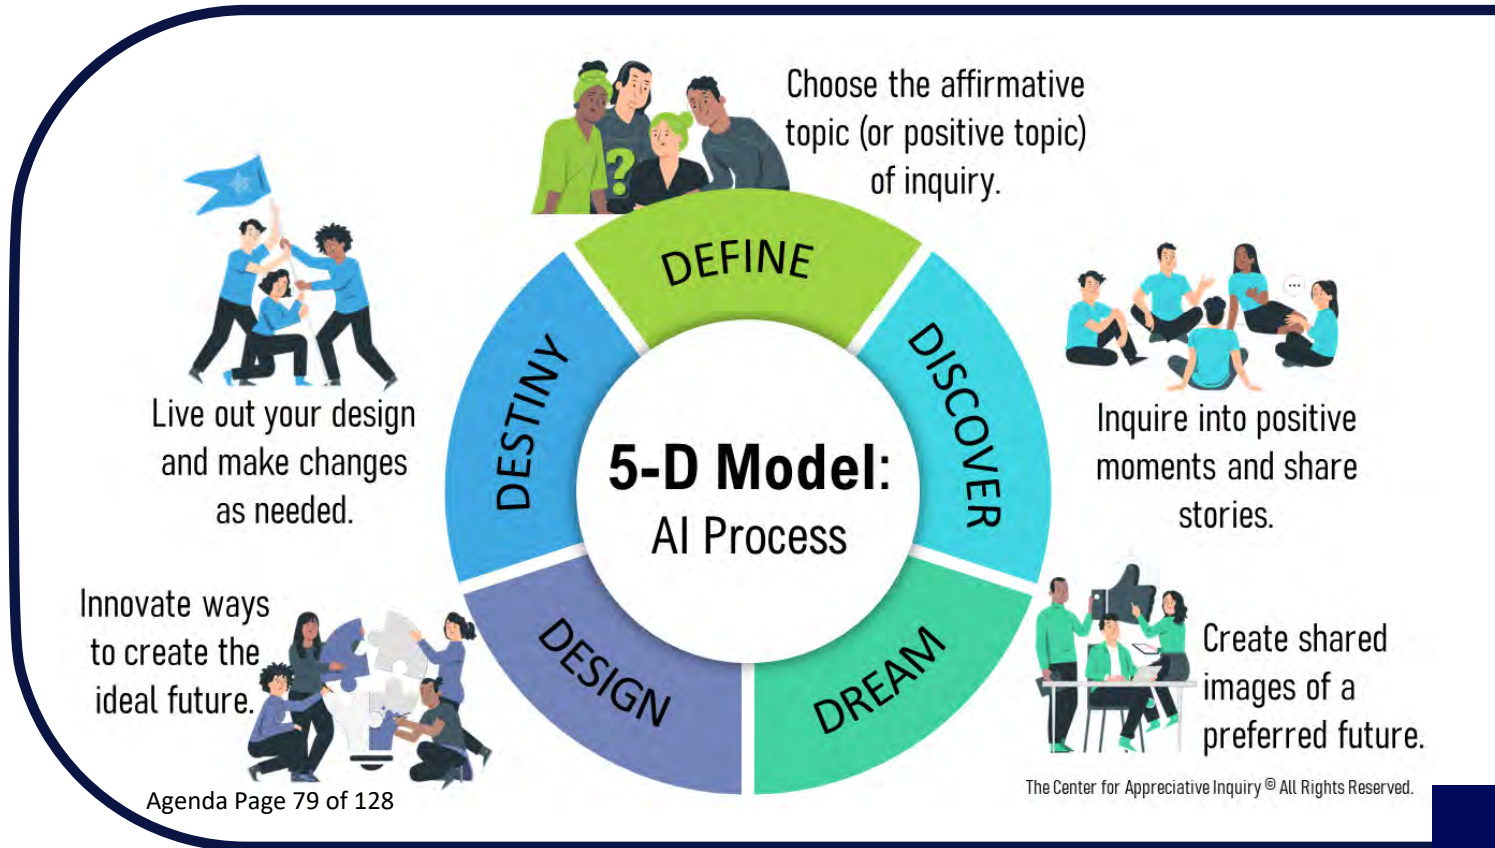 Choose the affirmative
topic (or positive topic)
of inquiry.
DEFINE
DISCOVER
Inquire into positive
moments and share
stories.
DREAM
Create shared
images of a
preferred future.
DESIGN
Innovate ways
to create the
ideal future.
DESTINY
Live out your design
and make changes
as needed.
5-D Model:
AI Process
?
...
The Center for Appreciative Inquiry © All Rights Reserved.
Agenda Page 79 of 128